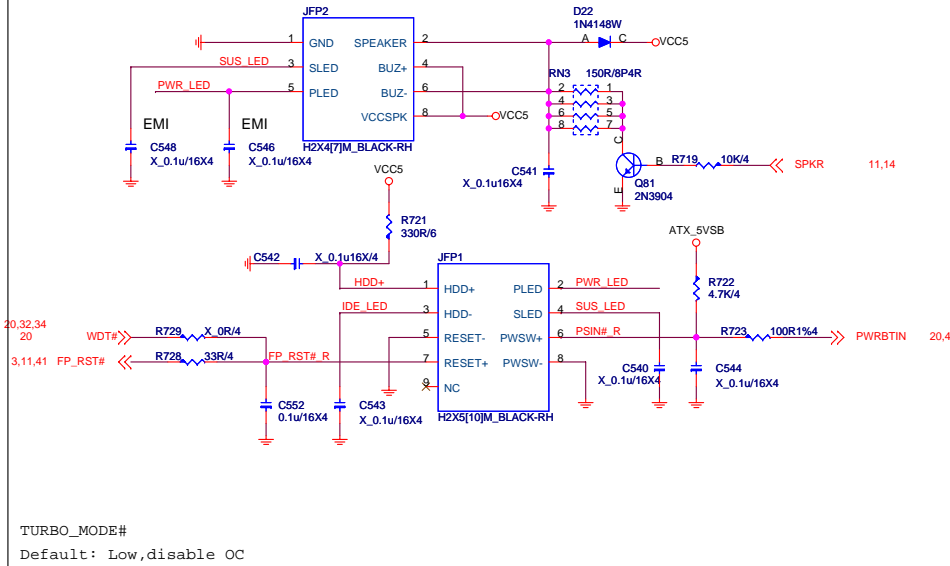 JFP2
D22
1N4148W
1 GND SPEAKER 2
A C VCC5
SUS_LED 3 SLED BUZ+ 4
PWR_LED 5 PLED BUZ- 6
RN3 150R/8P4R
2 1
4 3
6 5
8 7
VCCSPK 8 VCC5
EMI EMI
C548
X_0.1u/16X4
C546
X_0.1u/16X4
H2X4[7]M_BLACK-RH
C541
X_0.1u16X4
C
B R719 10K/4 SPKR 11,14
E Q81
2N3904
VCC5
R721
330R/6
ATX_5VSB
C542 X_0.1u16X/4
JFP1
R722
4.7K/4
HDD+ 1 HDD+ PLED 2 PWR_LED
IDE_LED 3 HDD- SLED 4 SUS_LED
20,32,34
20 WDT# R729 X_0R/4
5 RESET- PWSW+ 6 PSIN#_R R723 100R1%4 PWRBTIN 20,4
3,11,41 FP_RST# R728 33R/4 FP_RST#_R 7 RESET+ PWSW- 8
9 NC
C540
X_0.1u/16X4
C544
X_0.1u/16X4
C552
0.1u/16X4
C543
X_0.1u/16X4
H2X5[10]M_BLACK-RH
TURBO_MODE#
Default: Low,disable OC